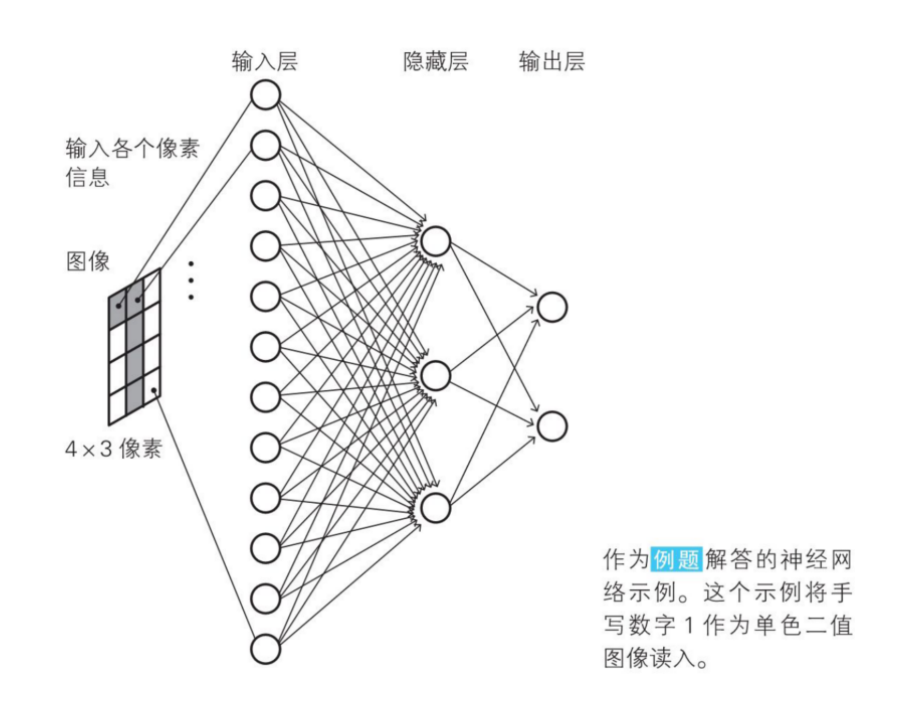 输入层
隐藏层
输出层
输入各个像素
信息
图像
4×3 像素
作为例题解答的神经网
络示例。这个示例将手
写数字 1 作为单色二值
图像读入。